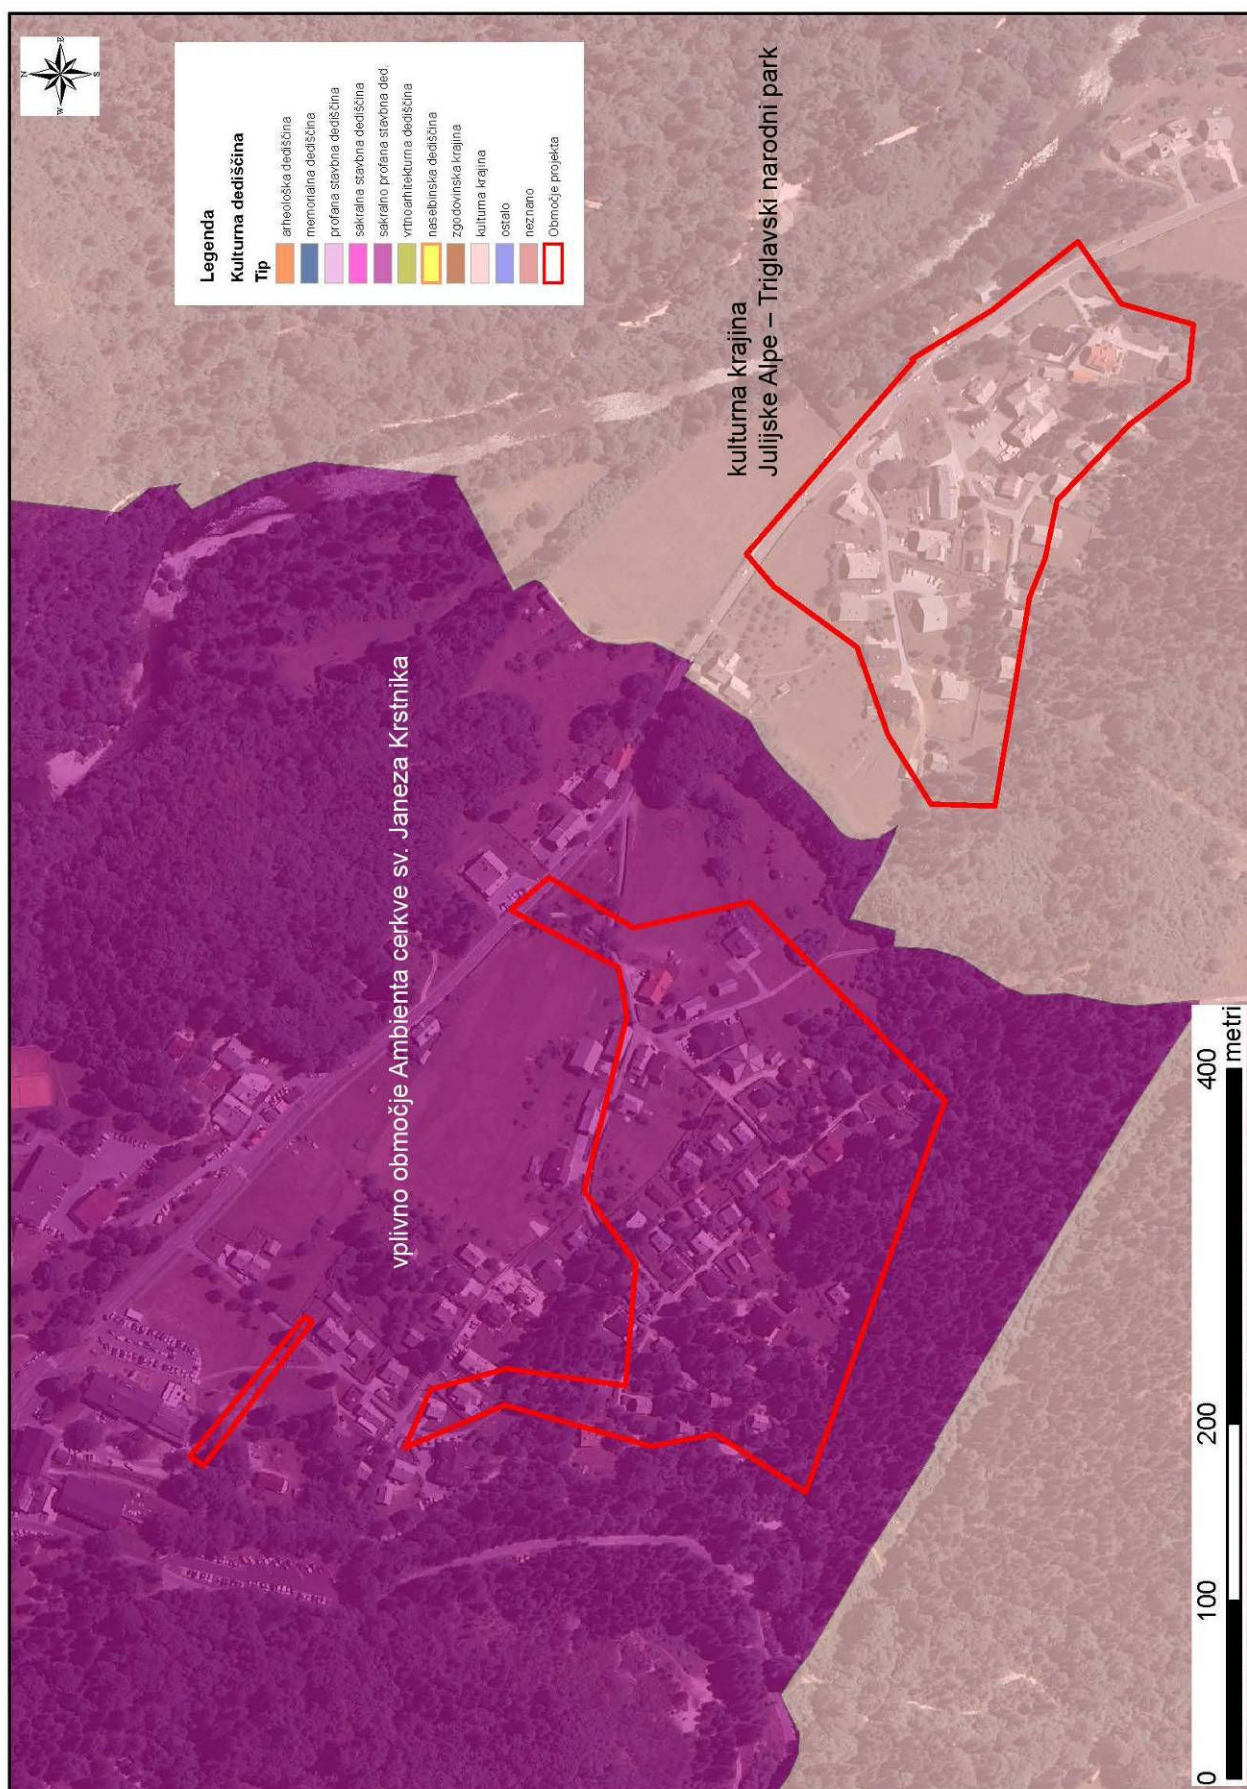 N
E
S
W
Legenda
Kulturna dediščina
Tip
arheološka dediščina
memorialna dediščina
profana stavbna dediščina
sakralna stavbna dediščina
sakralno profana stavbna ded.
vrtnoarhitekturna dediščina
naselbinska dediščina
zgodovinska krajina
kulturna krajina
ostalo
neznano
Območje projekta
vplivno območje Ambienta cerkve sv. Janeza Krstnika
kulturna krajina
Julijske Alpe – Triglavski narodni park
0 100 200 400
metri